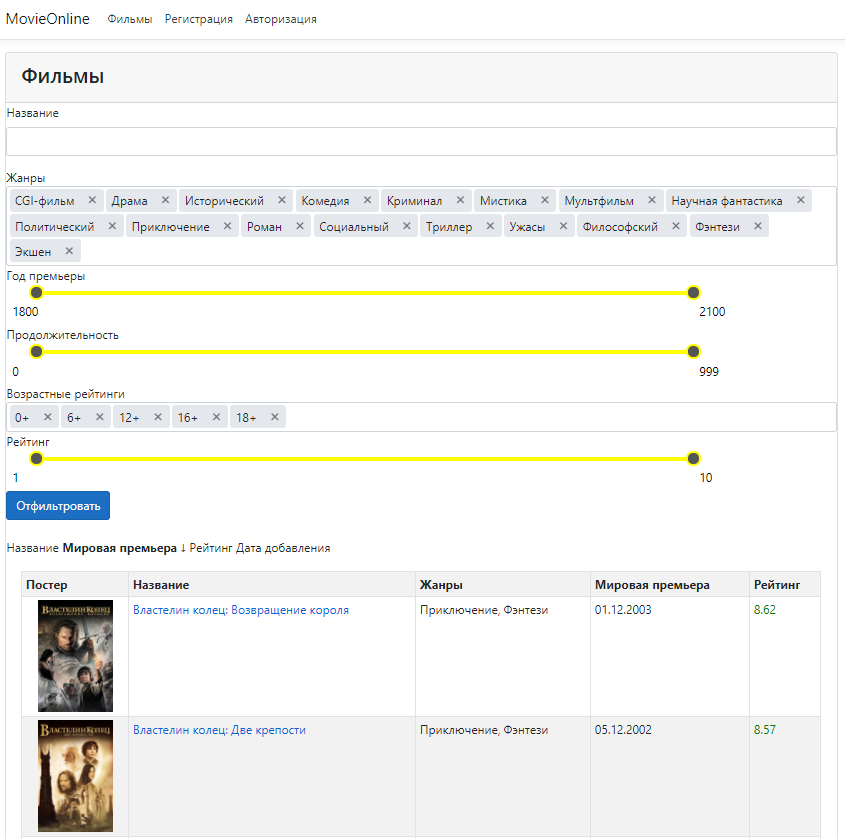 MovieOnline Фильмы Регистрация Авторизация
Фильмы
Название
Жанры
CGI-фильм × Драма × Исторический × Комедия × Криминал × Мистика × Мультфильм × Научная фантастика ×
Политический × Приключение × Роман × Социальный × Триллер × Ужасы × Философский × Фэнтези ×
Экшен ×
Год премьеры
1800 2100
Продолжительность
0 999
Возрастные рейтинги
0+ × 6+ × 12+ × 16+ × 18+ ×
Рейтинг
1 10
Отфильтровать
Название Мировая премьера ↓ Рейтинг Дата добавления
Постер Название Жанры Мировая премьера Рейтинг
ВЛАСТЕЛИН КОЛЕЦ
ВОЗВРАЩЕНИЕ КОРОЛЯ
Властелин колец: Возвращение короля Приключение, Фэнтези 01.12.2003 8.62
ВЛАСТЕЛИН КОЛЕЦ
Властелин колец: Две крепости Приключение, Фэнтези 05.12.2002 8.57